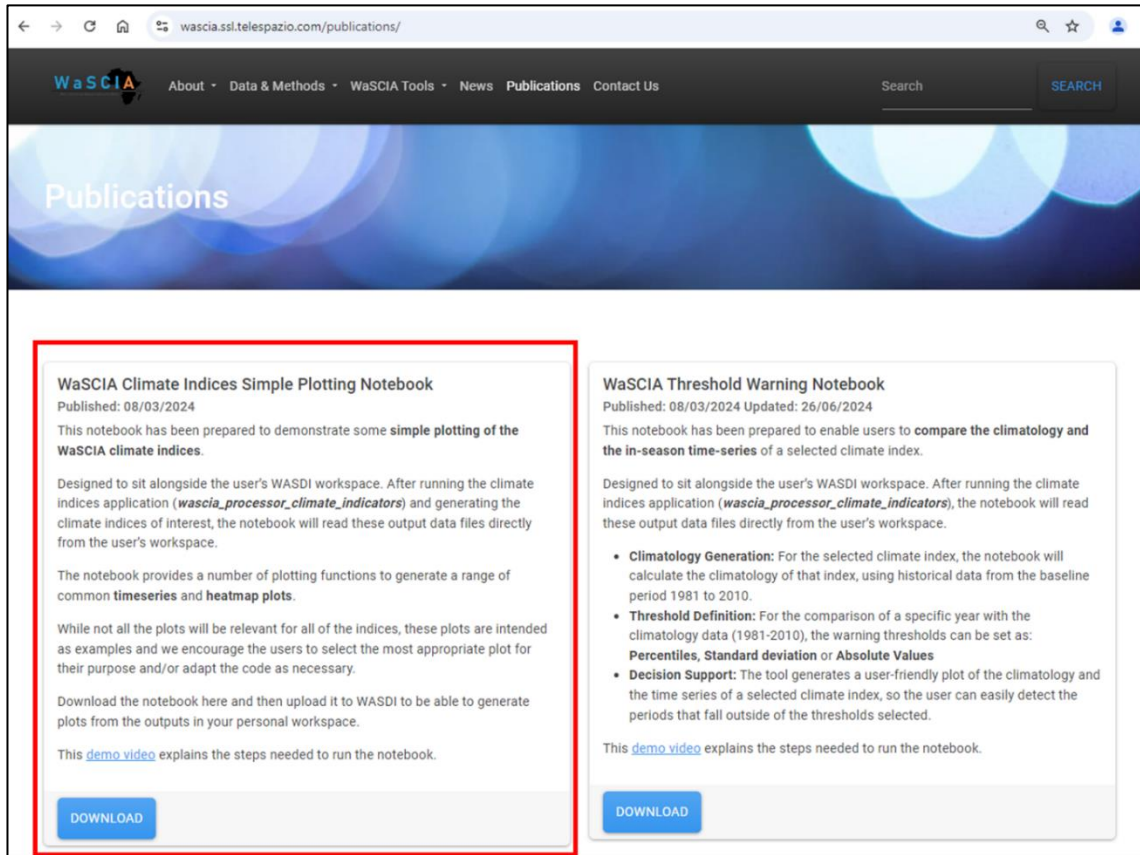 wascia.ssl.telespazio.com/publications/
WaSCIA
About
Data & Methods
WaSCIA Tools
News
Publications
Contact Us
Search
SEARCH
Publications
WaSCIA Climate Indices Simple Plotting Notebook
Published: 08/03/2024
This notebook has been prepared to demonstrate some simple plotting of the
WaSCIA climate indices.
Designed to sit alongside the user's WASDI workspace. After running the climate
indices application (wascia_processor_climate_indicators) and generating the
climate indices of interest, the notebook will read these output data files directly
from the user's workspace.
The notebook provides a number of plotting functions to generate a range of
common timeseries and heatmap plots.
While not all the plots will be relevant for all of the indices, these plots are intended
as examples and we encourage the users to select the most appropriate plot for
their purpose and/or adapt the code as necessary.
Download the notebook here and then upload it to WASDI to be able to generate
plots from the outputs in your personal workspace.
This demo video explains the steps needed to run the notebook.
DOWNLOAD
WaSCIA Threshold Warning Notebook
Published: 08/03/2024 Updated: 26/06/2024
This notebook has been prepared to enable users to compare the climatology and
the in-season time-series of a selected climate index.
Designed to sit alongside the user's WASDI workspace. After running the climate
indices application (wascia_processor_climate_indicators), the notebook will read
these output data files directly from the user's workspace.
• Climatology Generation: For the selected climate index, the notebook will
calculate the climatology of that index, using historical data from the baseline
period 1981 to 2010.
• Threshold Definition: For the comparison of a specific year with the
climatology data (1981-2010), the warning thresholds can be set as:
Percentiles, Standard deviation or Absolute Values
• Decision Support: The tool generates a user-friendly plot of the climatology and
the time series of a selected climate index, so the user can easily detect the
periods that fall outside of the thresholds selected.
This demo video explains the steps needed to run the notebook.
DOWNLOAD